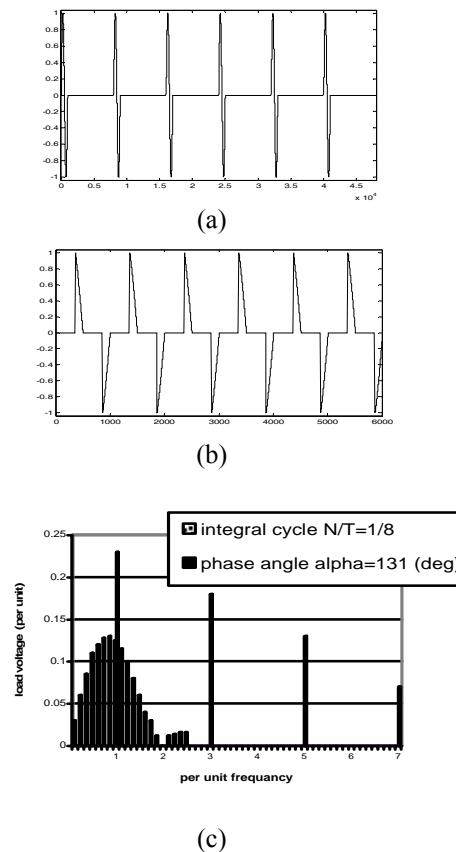 1
0.8
0.6
0.4
0.2
0
-0.2
-0.4
-0.6
-0.8
-1
0 0.5 1 1.5 2 2.5 3 3.5 4 4.5
x 10^4
(a)
1
0.8
0.6
0.4
0.2
0
-0.2
-0.4
-0.6
-0.8
-1
0 1000 2000 3000 4000 5000 6000
(b)
integral cycle N/T=1/8
phase angle alpha=131 (deg)
load voltage (per unit)
0.25
0.2
0.15
0.1
0.05
0
1 2 3 4 5 6 7
per unit frequancy
(c)